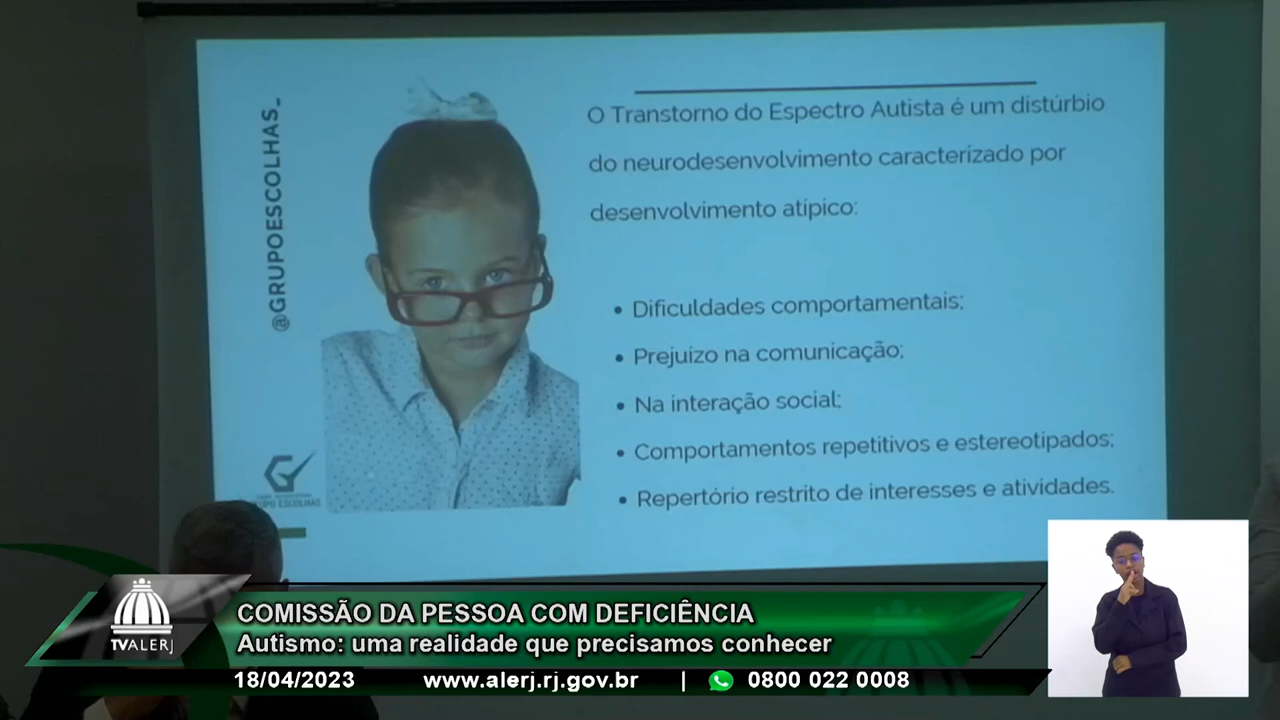 @GRUPOESCOLHAS_
O Transtorno do Espectro Autista é um distúrbio
do neurodesenvolvimento caracterizado por
desenvolvimento atípico:
• Dificuldades comportamentais;
• Prejuízo na comunicação;
• Na interação social;
• Comportamentos repetitivos e estereotipados;
• Repertório restrito de interesses e atividades.
ESCOLHAS
TVALERJ
COMISSÃO DA PESSOA COM DEFICIÊNCIA
Autismo: uma realidade que precisamos conhecer
18/04/2023 www.alerj.rj.gov.br | 0800 022 0008